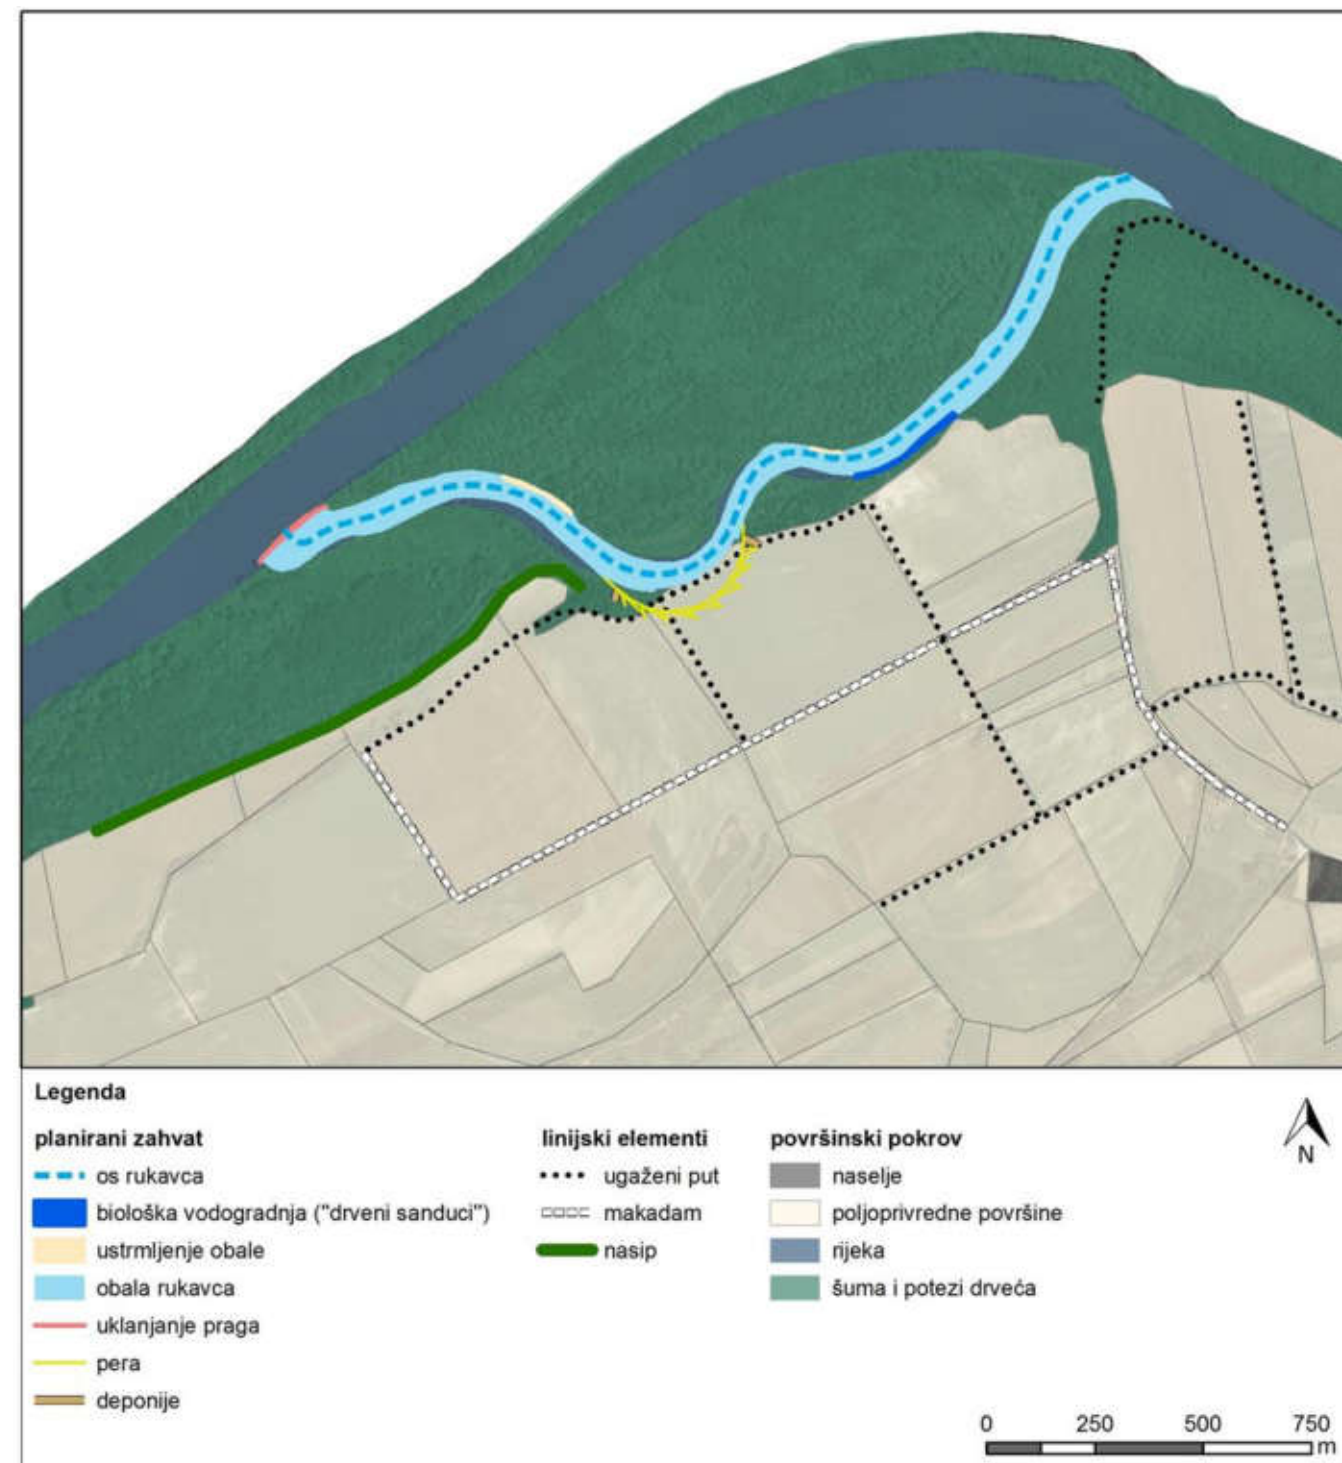 Legenda
planirani zahvat
os rukavca
biološka vodogradnja ("drveni sanduci")
ustrmljenje obale
obala rukavca
uklanjanje praga
pera
deponije
linijski elementi
ugaženi put
makadam
nasip
površinski pokrov
naselje
poljoprivredne površine
rijeka
šuma i potezi drveća
N
0 250 500 750
m